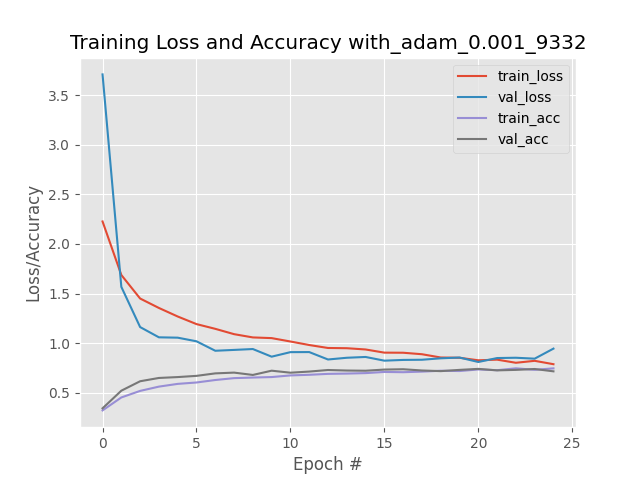 Training Loss and Accuracy with_adam_0.001_9332
train_loss
val_loss
train_acc
val_acc
3.5
3.0
2.5
2.0
1.5
1.0
0.5
Loss/Accuracy
0 5 10 15 20 25
Epoch #